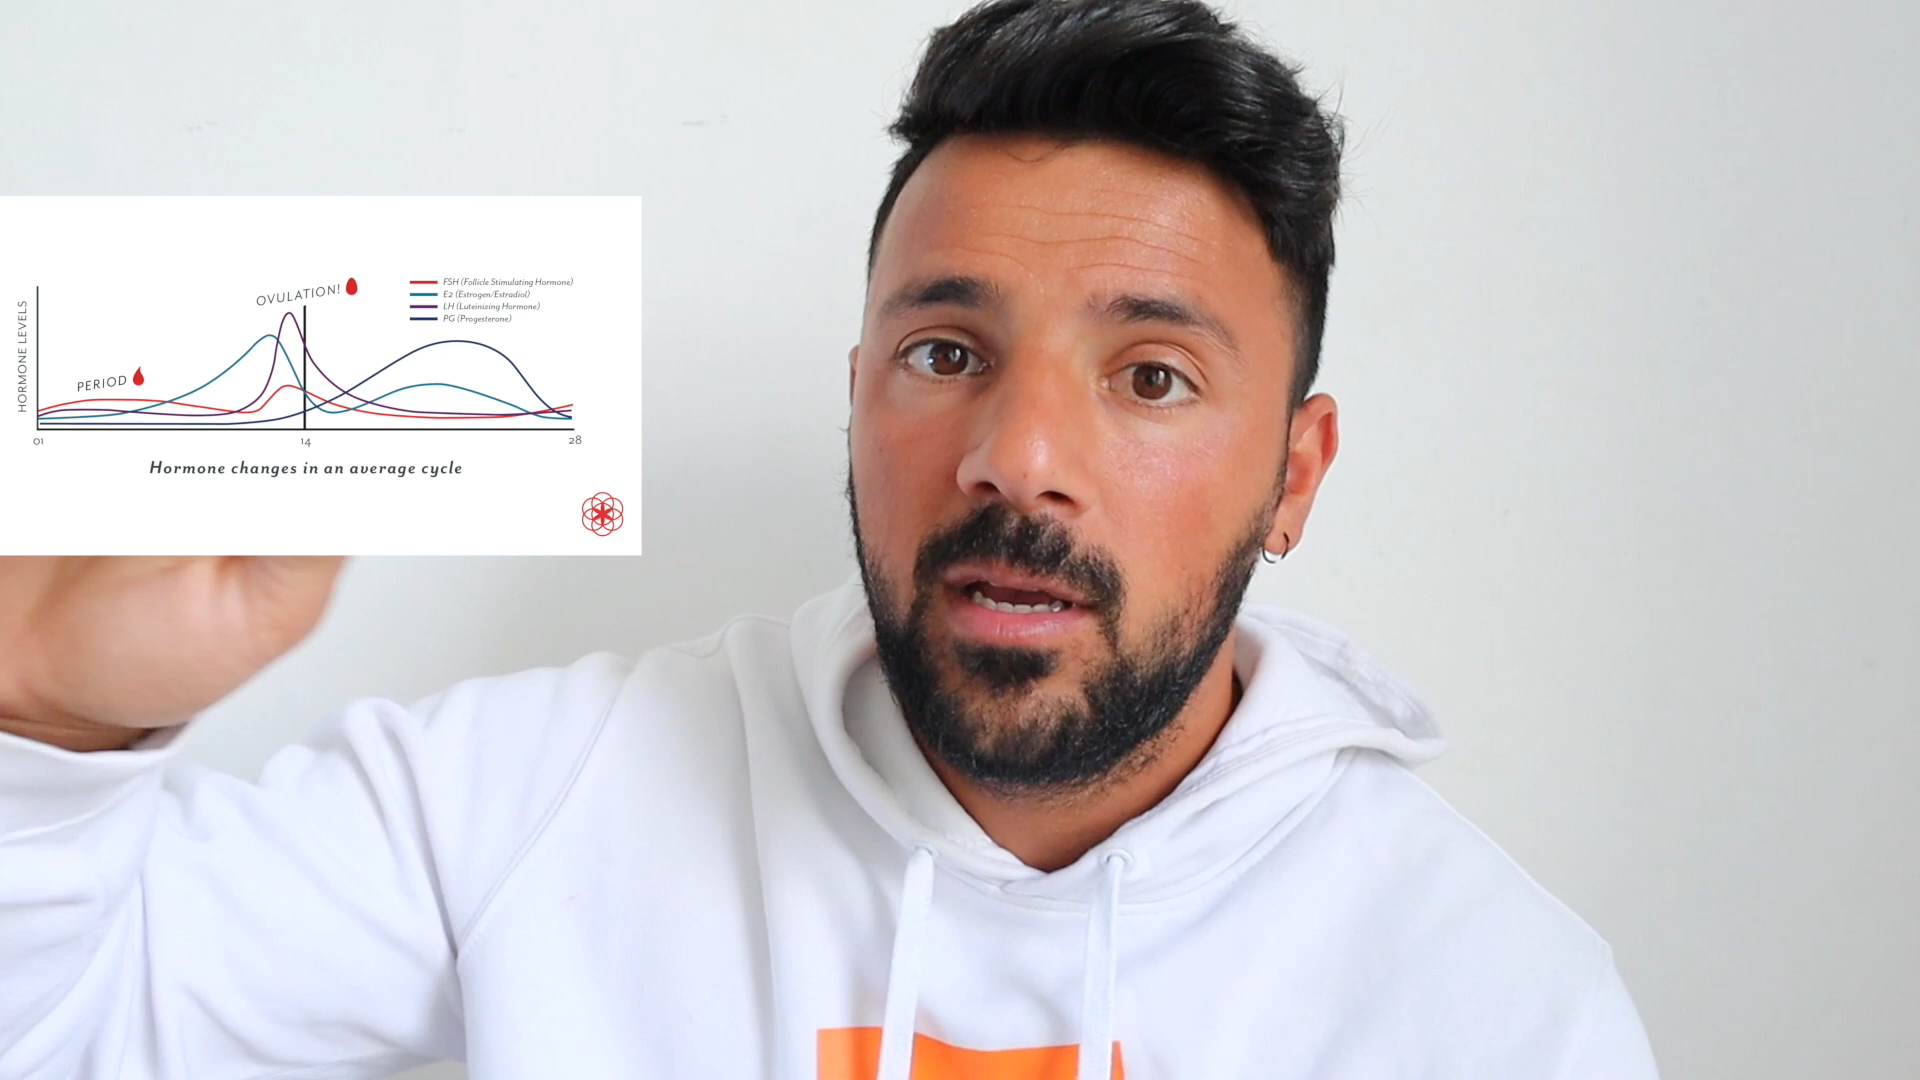 OVULATION!
FSH (Follicle Stimulating Hormone)
E2 (Estrogen/Estradiol)
LH (Luteinizing Hormone)
PG (Progesterone)
HORMONE LEVELS
PERIOD
01
14
28
Hormone changes in an average cycle